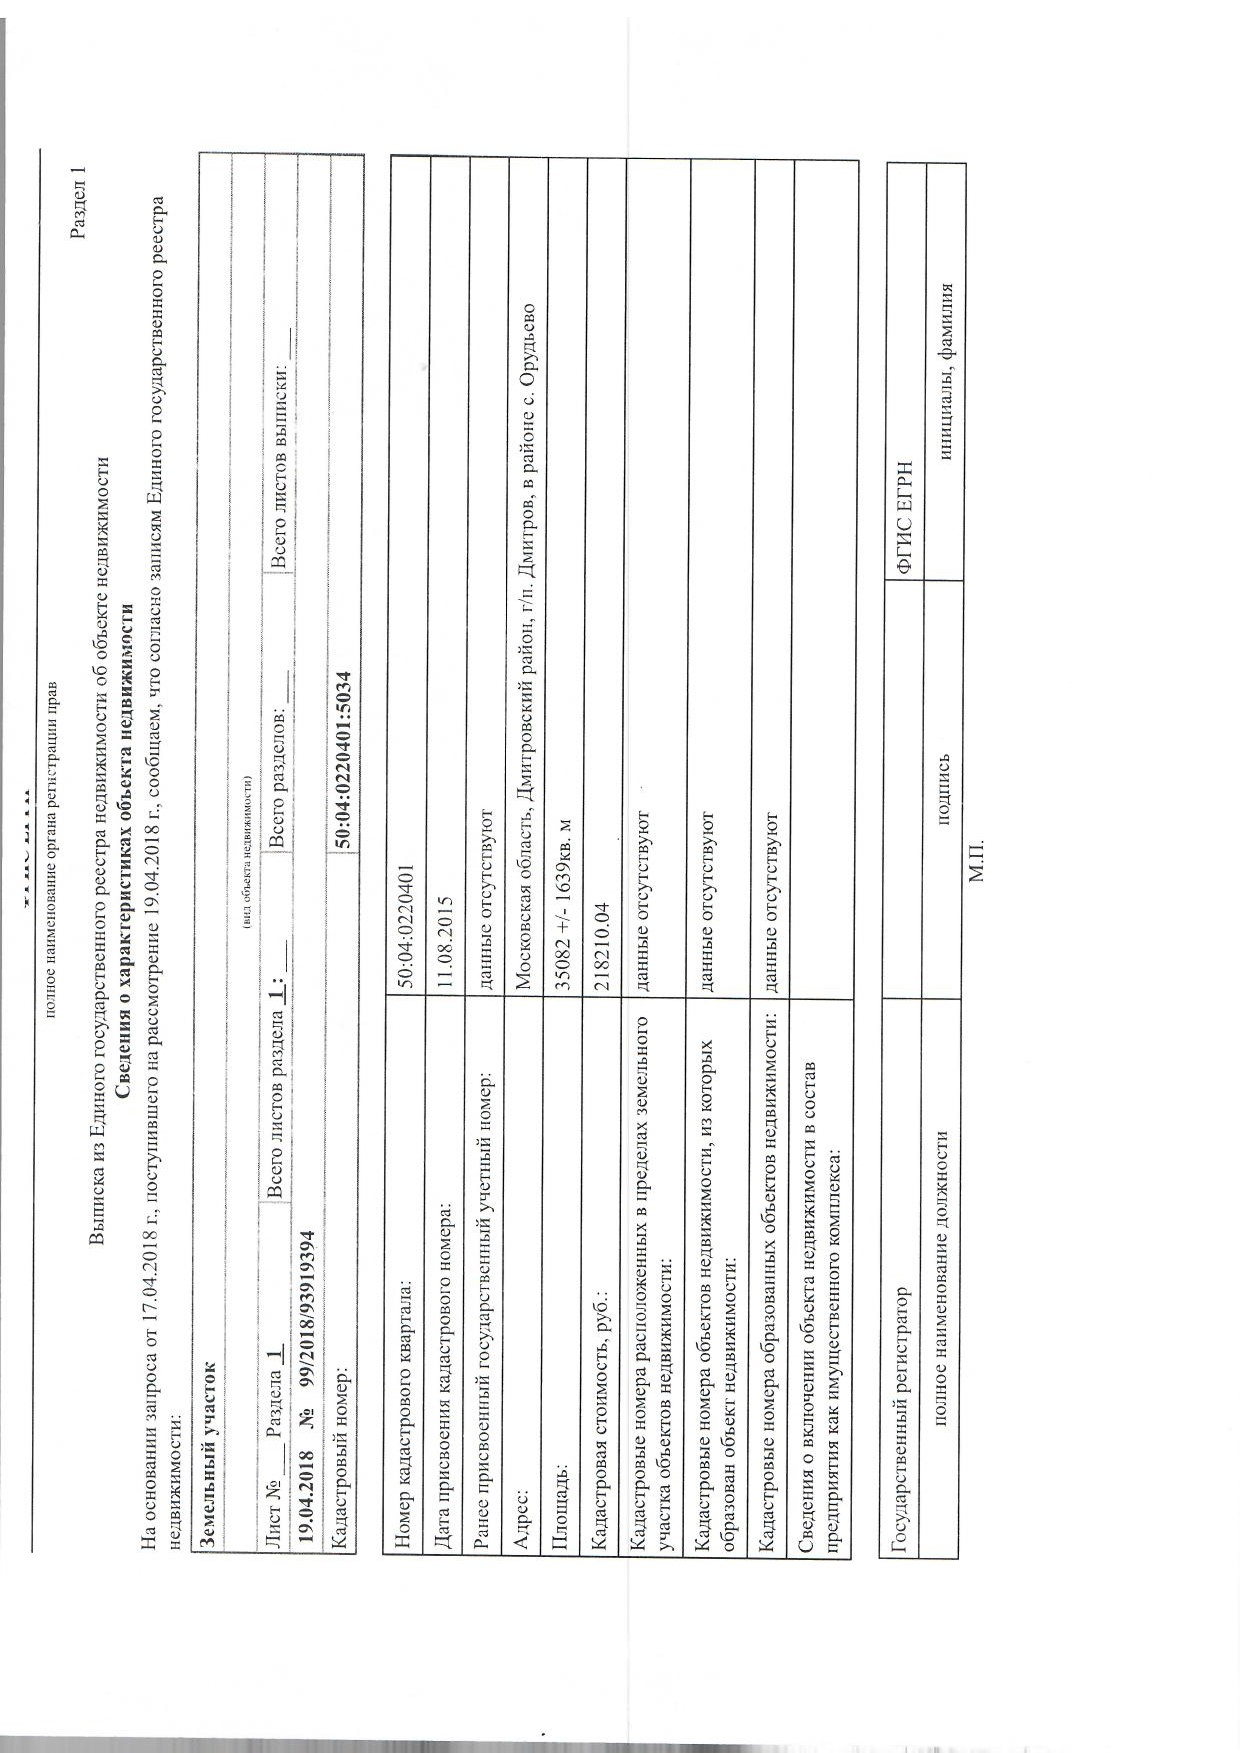 полное наименование органа регистрации прав
Раздел 1
Выписка из Единого государственного реестра недвижимости об объекте недвижимости
Сведения о характеристиках объекта недвижимости
На основании запроса от 17.04.2018 г., поступившего на рассмотрение 19.04.2018 г., сообщаем, что согласно записям Единого государственного реестра
недвижимости:
Земельный участок
(вид объекта недвижимости)
Лист № ___ Раздела 1 Всего листов раздела 1 : ___ Всего разделов: ___ Всего листов выписки: ___
19.04.2018 № 99/2018/93919394
Кадастровый номер: 50:04:0220401:5034
Номер кадастрового квартала: 50:04:0220401
Дата присвоения кадастрового номера: 11.08.2015
Ранее присвоенный государственный учетный номер: данные отсутствуют
Адрес: Московская область, Дмитровский район, г/п. Дмитров, в районе с. Орудьево
Площадь: 35082 +/- 1639кв. м
Кадастровая стоимость, руб.: 218210.04
Кадастровые номера расположенных в пределах земельного данные отсутствуют
участка объектов недвижимости:
Кадастровые номера объектов недвижимости, из которых данные отсутствуют
образован объект недвижимости:
Кадастровые номера образованных объектов недвижимости: данные отсутствуют
Сведения о включении объекта недвижимости в состав
предприятия как имущественного комплекса:
Государственный регистратор ФГИС ЕГРН
полное наименование должности подпись инициалы, фамилия
М.П.